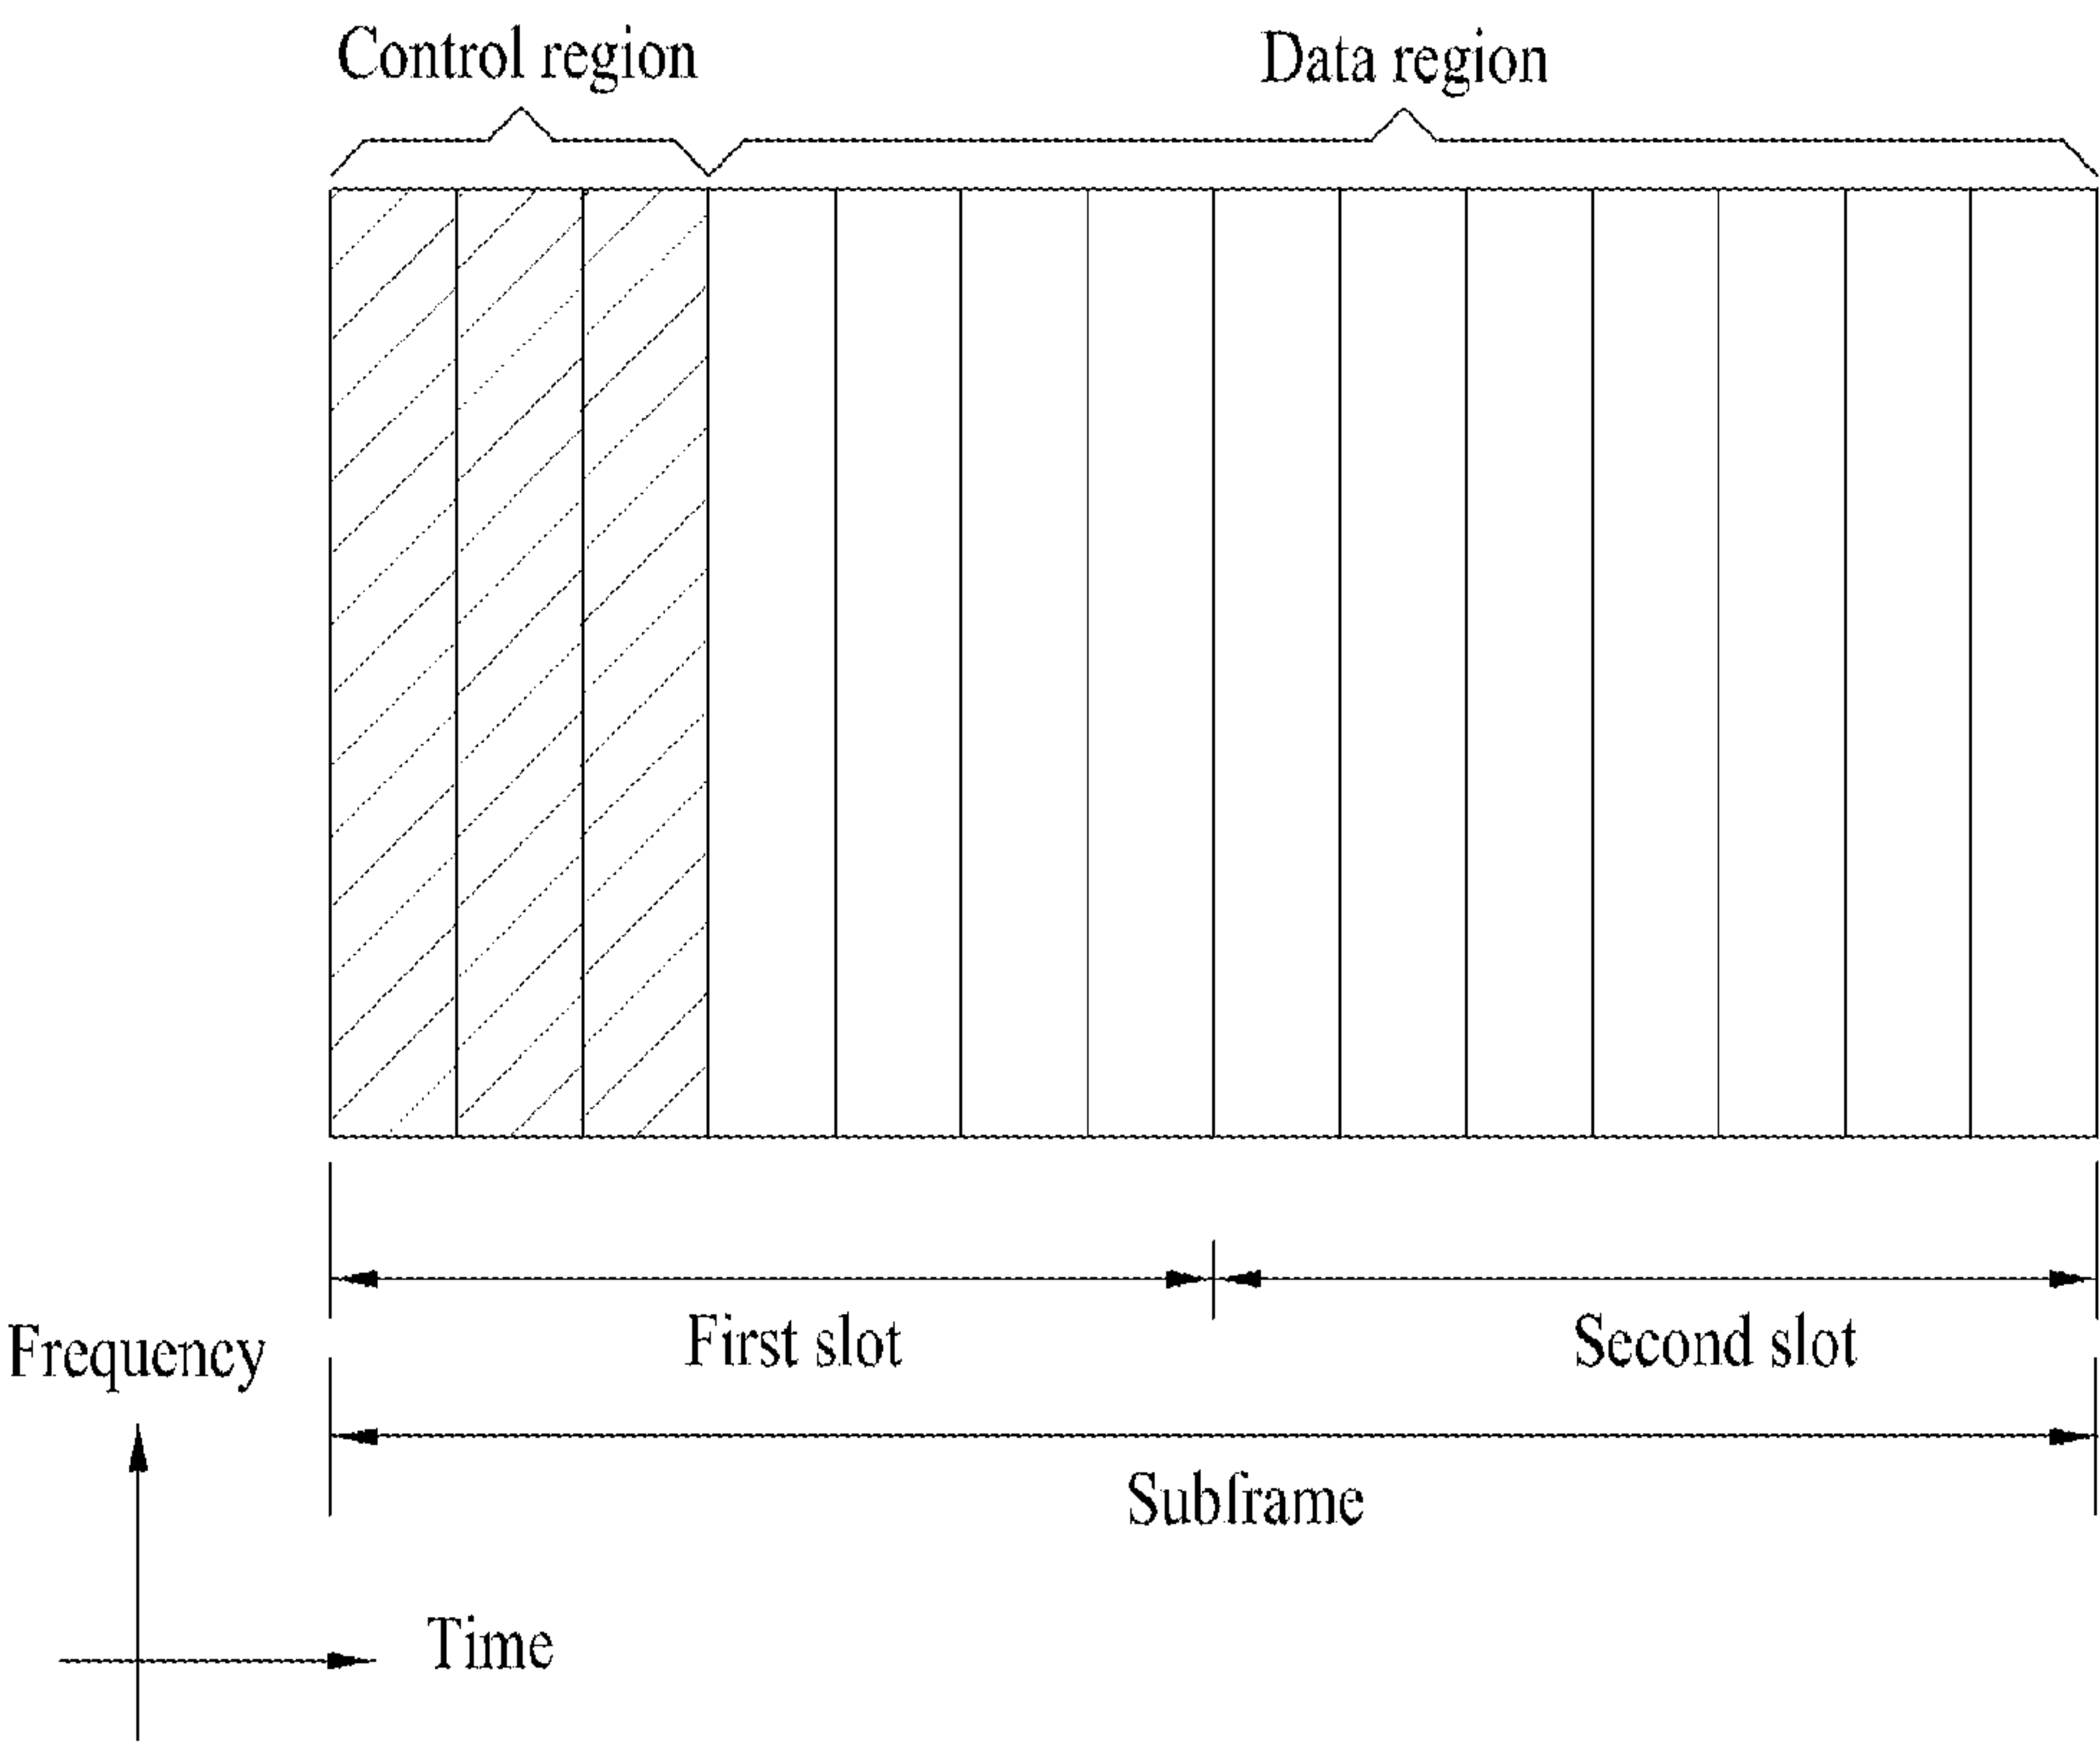 Control region
Data region
First slot
Second slot
Frequency
Subframe
Time